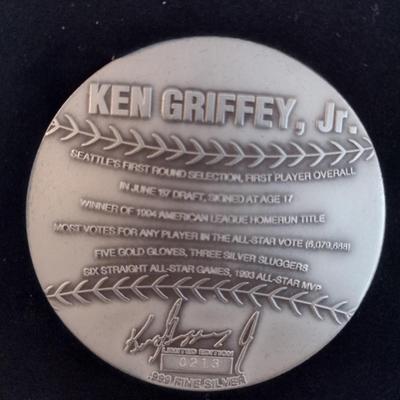 KEN GRIFFEY, Jr.
SEATTLE'S FIRST ROUND SELECTION, FIRST PLAYER OVERALL
IN JUNE '87 DRAFT, SIGNED AT AGE 17
WINNER OF 1994 AMERICAN LEAGUE HOMERUN TITLE
MOST VOTES FOR ANY PLAYER IN THE ALL-STAR VOTE (6,079,688)
FIVE GOLD GLOVES, THREE SILVER SLUGGERS
SIX STRAIGHT ALL-STAR GAMES, 1993 ALL-STAR MVP
Ken Griffey Jr
LIMITED EDITION
0213
.999 FINE SILVER